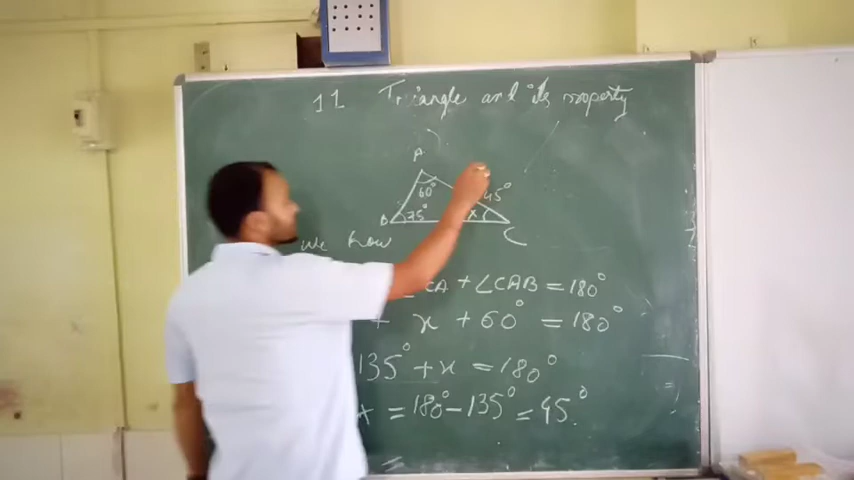 11 Triangle and its property
A
60°
45°
B 75° x
C
We know
CA + ∠CAB = 180°
+ x + 60° = 180°
135° + x = 180°
x = 180° - 135° = 45°